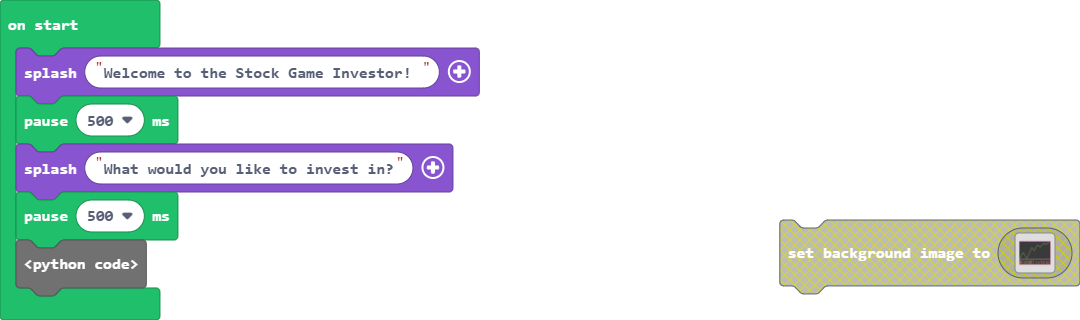 on start
splash "Welcome to the Stock Game Investor! "
pause 500 ms
splash "What would you like to invest in?"
pause 500 ms
set background image to
<python code>